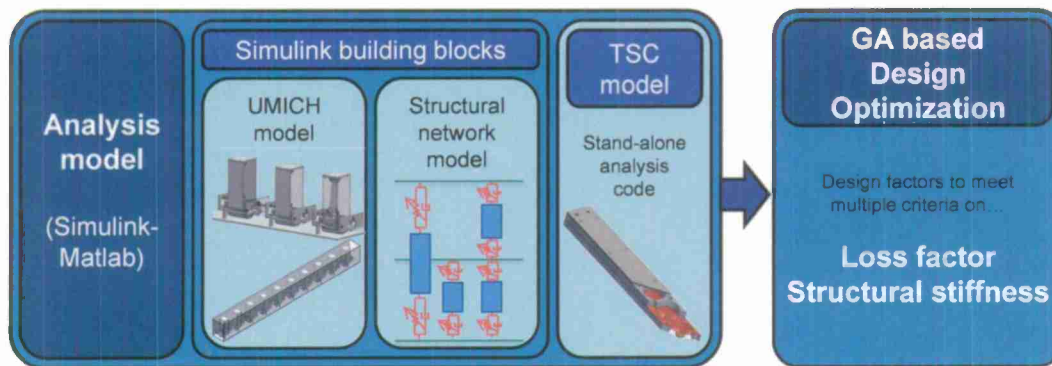 Analysis
model
(Simulink-
Matlab)
Simulink building blocks
UMICH
model
Structural
network
model
TSC
model
Stand-alone
analysis
code
GA based
Design
Optimization
Design factors to meet
multiple criteria on...
Loss factor
Structural stiffness